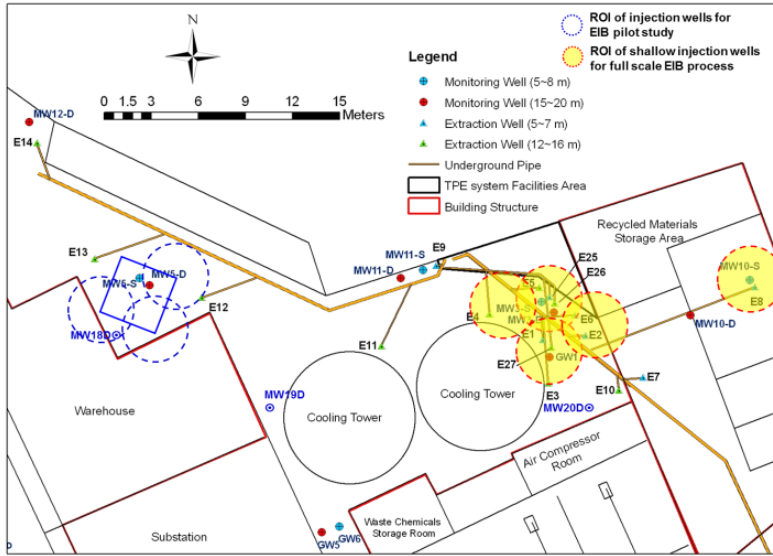 ROI of injection wells for
EIB pilot study
ROI of shallow injection wells
for full scale EIB process
N
Legend
Monitoring Well (5~8 m)
Monitoring Well (15~20 m)
Extraction Well (5~7 m)
Extraction Well (12~16 m)
Underground Pipe
TPE system Facilities Area
Building Structure
0 1.5 3 6 9 12 15
Meters
MW12-D
E14
E13
MW5-D
MW6-S
E12
MW18D
MW11-S
MW11-D
E9
E25
E26
E5
MW3-S
E4
E6
E1
E2
GW1
E27
E3
E11
E10
E7
Recycled Materials
Storage Area
MW10-S
E8
MW10-D
MW19D
MW20D
Cooling Tower
Cooling Tower
Warehouse
Air Compressor
Room
Waste Chemicals
Storage Room
Substation
GW5
GW6